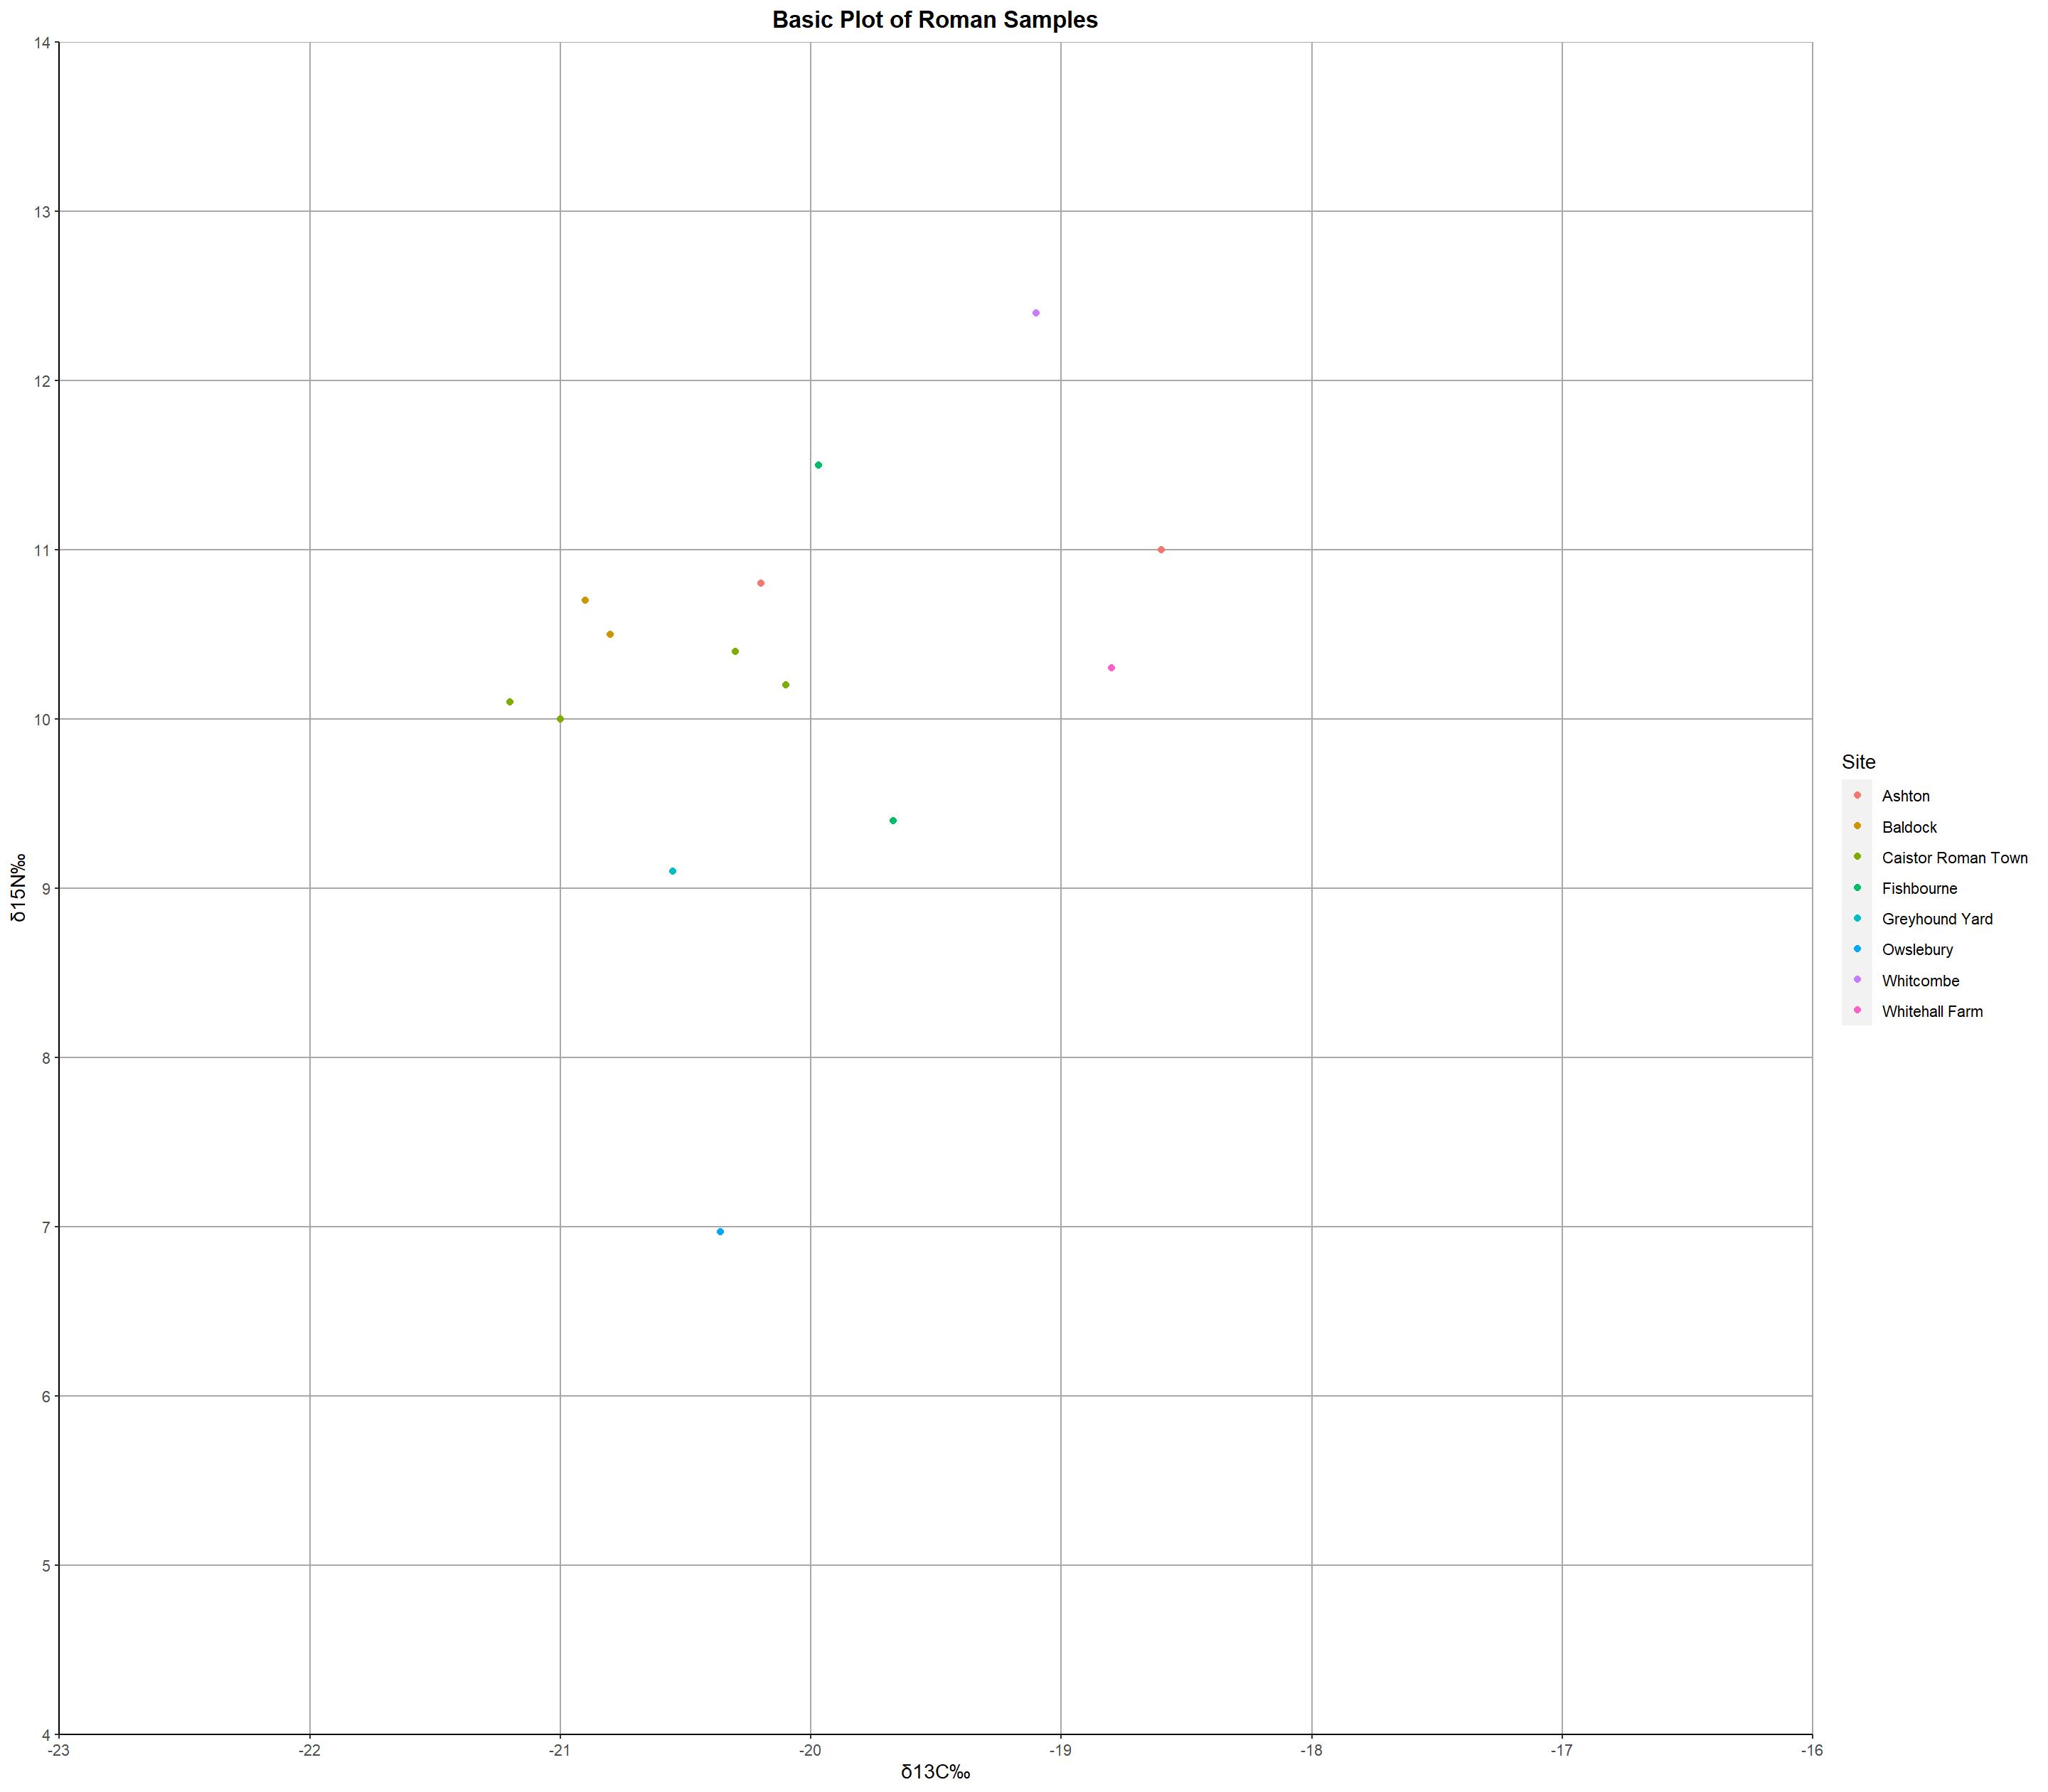 Basic Plot of Roman Samples
14
13
12
11
10
9
8
7
6
5
4
δ15N‰
-23 -22 -21 -20 -19 -18 -17 -16
δ13C‰
Site
Ashton
Baldock
Caistor Roman Town
Fishbourne
Greyhound Yard
Owslebury
Whitcombe
Whitehall Farm